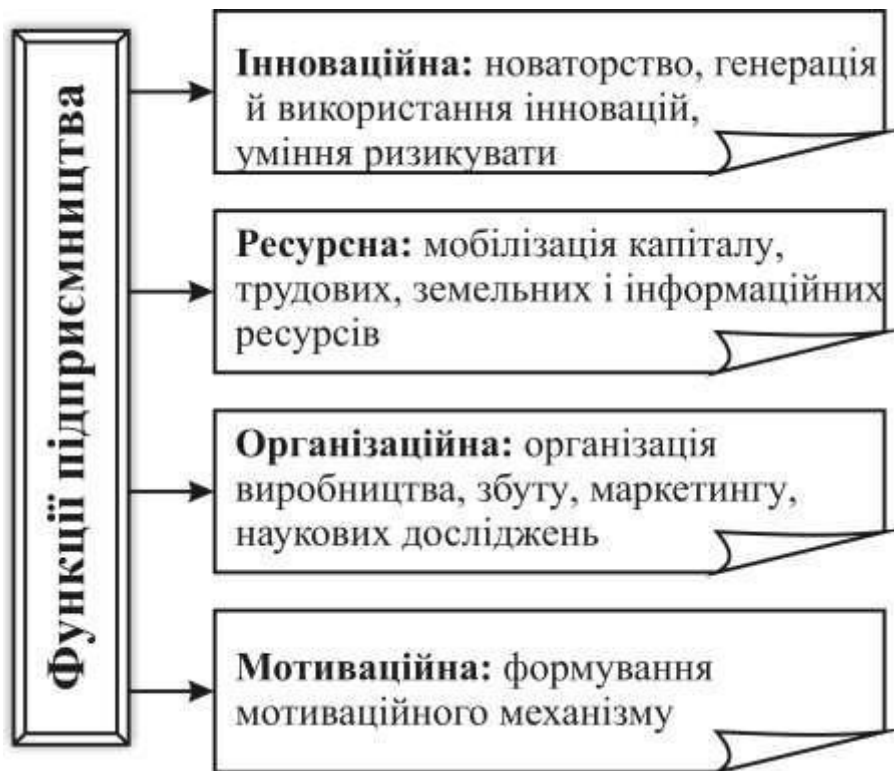 Функції підприємництва
Інноваційна: новаторство, генерація
й використання інновацій,
уміння ризикувати
Ресурсна: мобілізація капіталу,
трудових, земельних і інформаційних
ресурсів
Організаційна: організація
виробництва, збуту, маркетингу,
наукових досліджень
Мотиваційна: формування
мотиваційного механізму